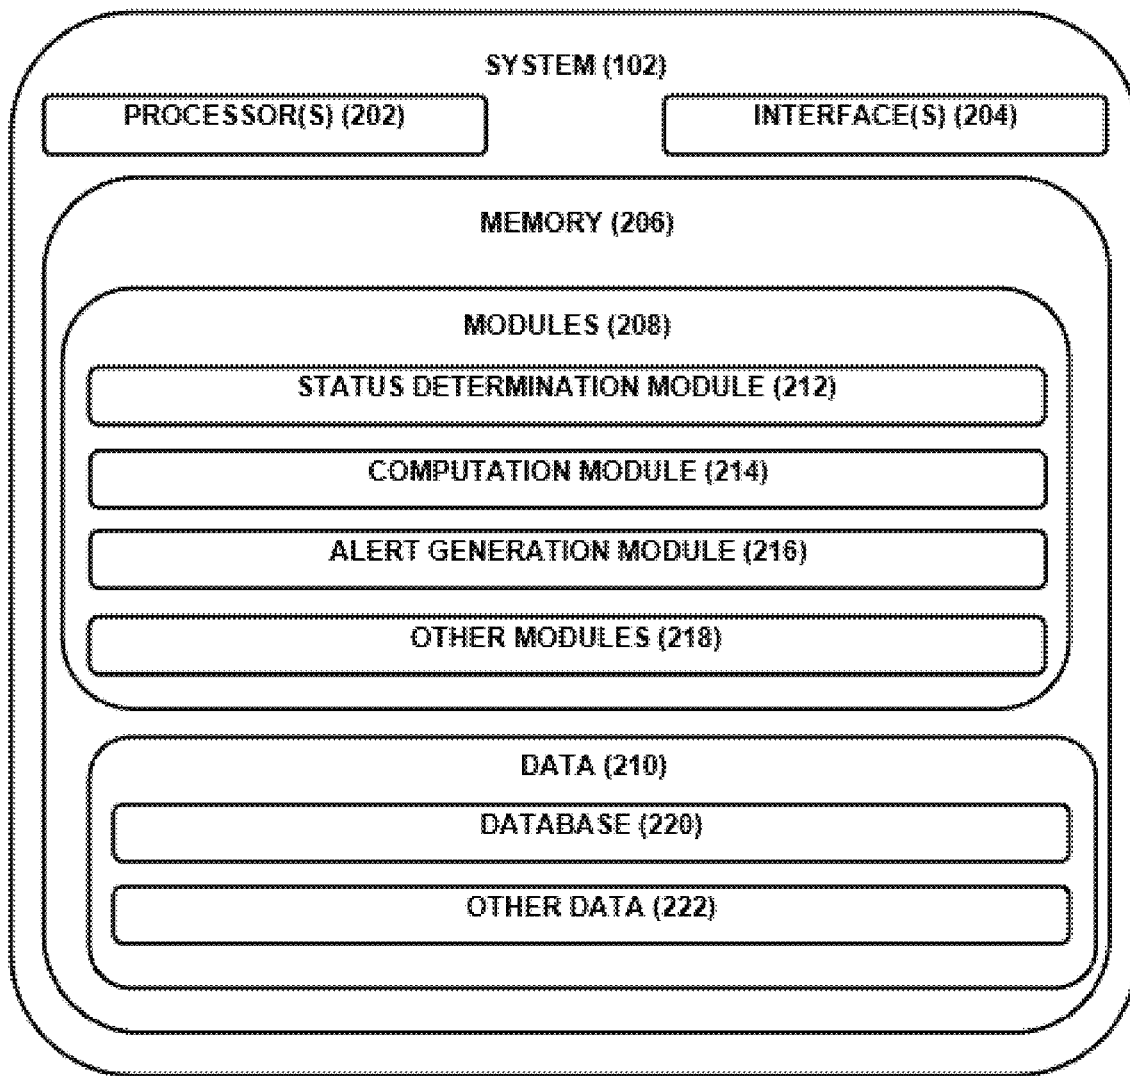 SYSTEM (102)
PROCESSOR(S) (202)
INTERFACE(S) (204)
MEMORY (206)
MODULES (208)
STATUS DETERMINATION MODULE (212)
COMPUTATION MODULE (214)
ALERT GENERATION MODULE (216)
OTHER MODULES (218)
DATA (210)
DATABASE (220)
OTHER DATA (222)